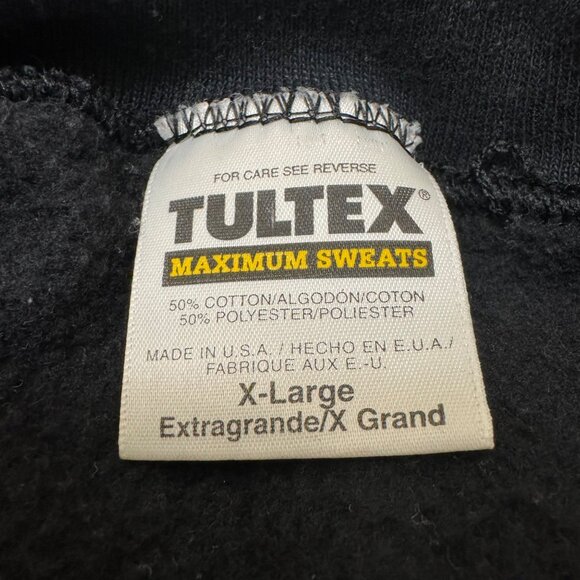 FOR CARE SEE REVERSE
TULTEX®
MAXIMUM SWEATS
50% COTTON/ALGODÓN/COTON
50% POLYESTER/POLIESTER
MADE IN U.S.A. / HECHO EN E.U.A./
FABRIQUE AUX E.-U.
X-Large
Extragrande/X Grand